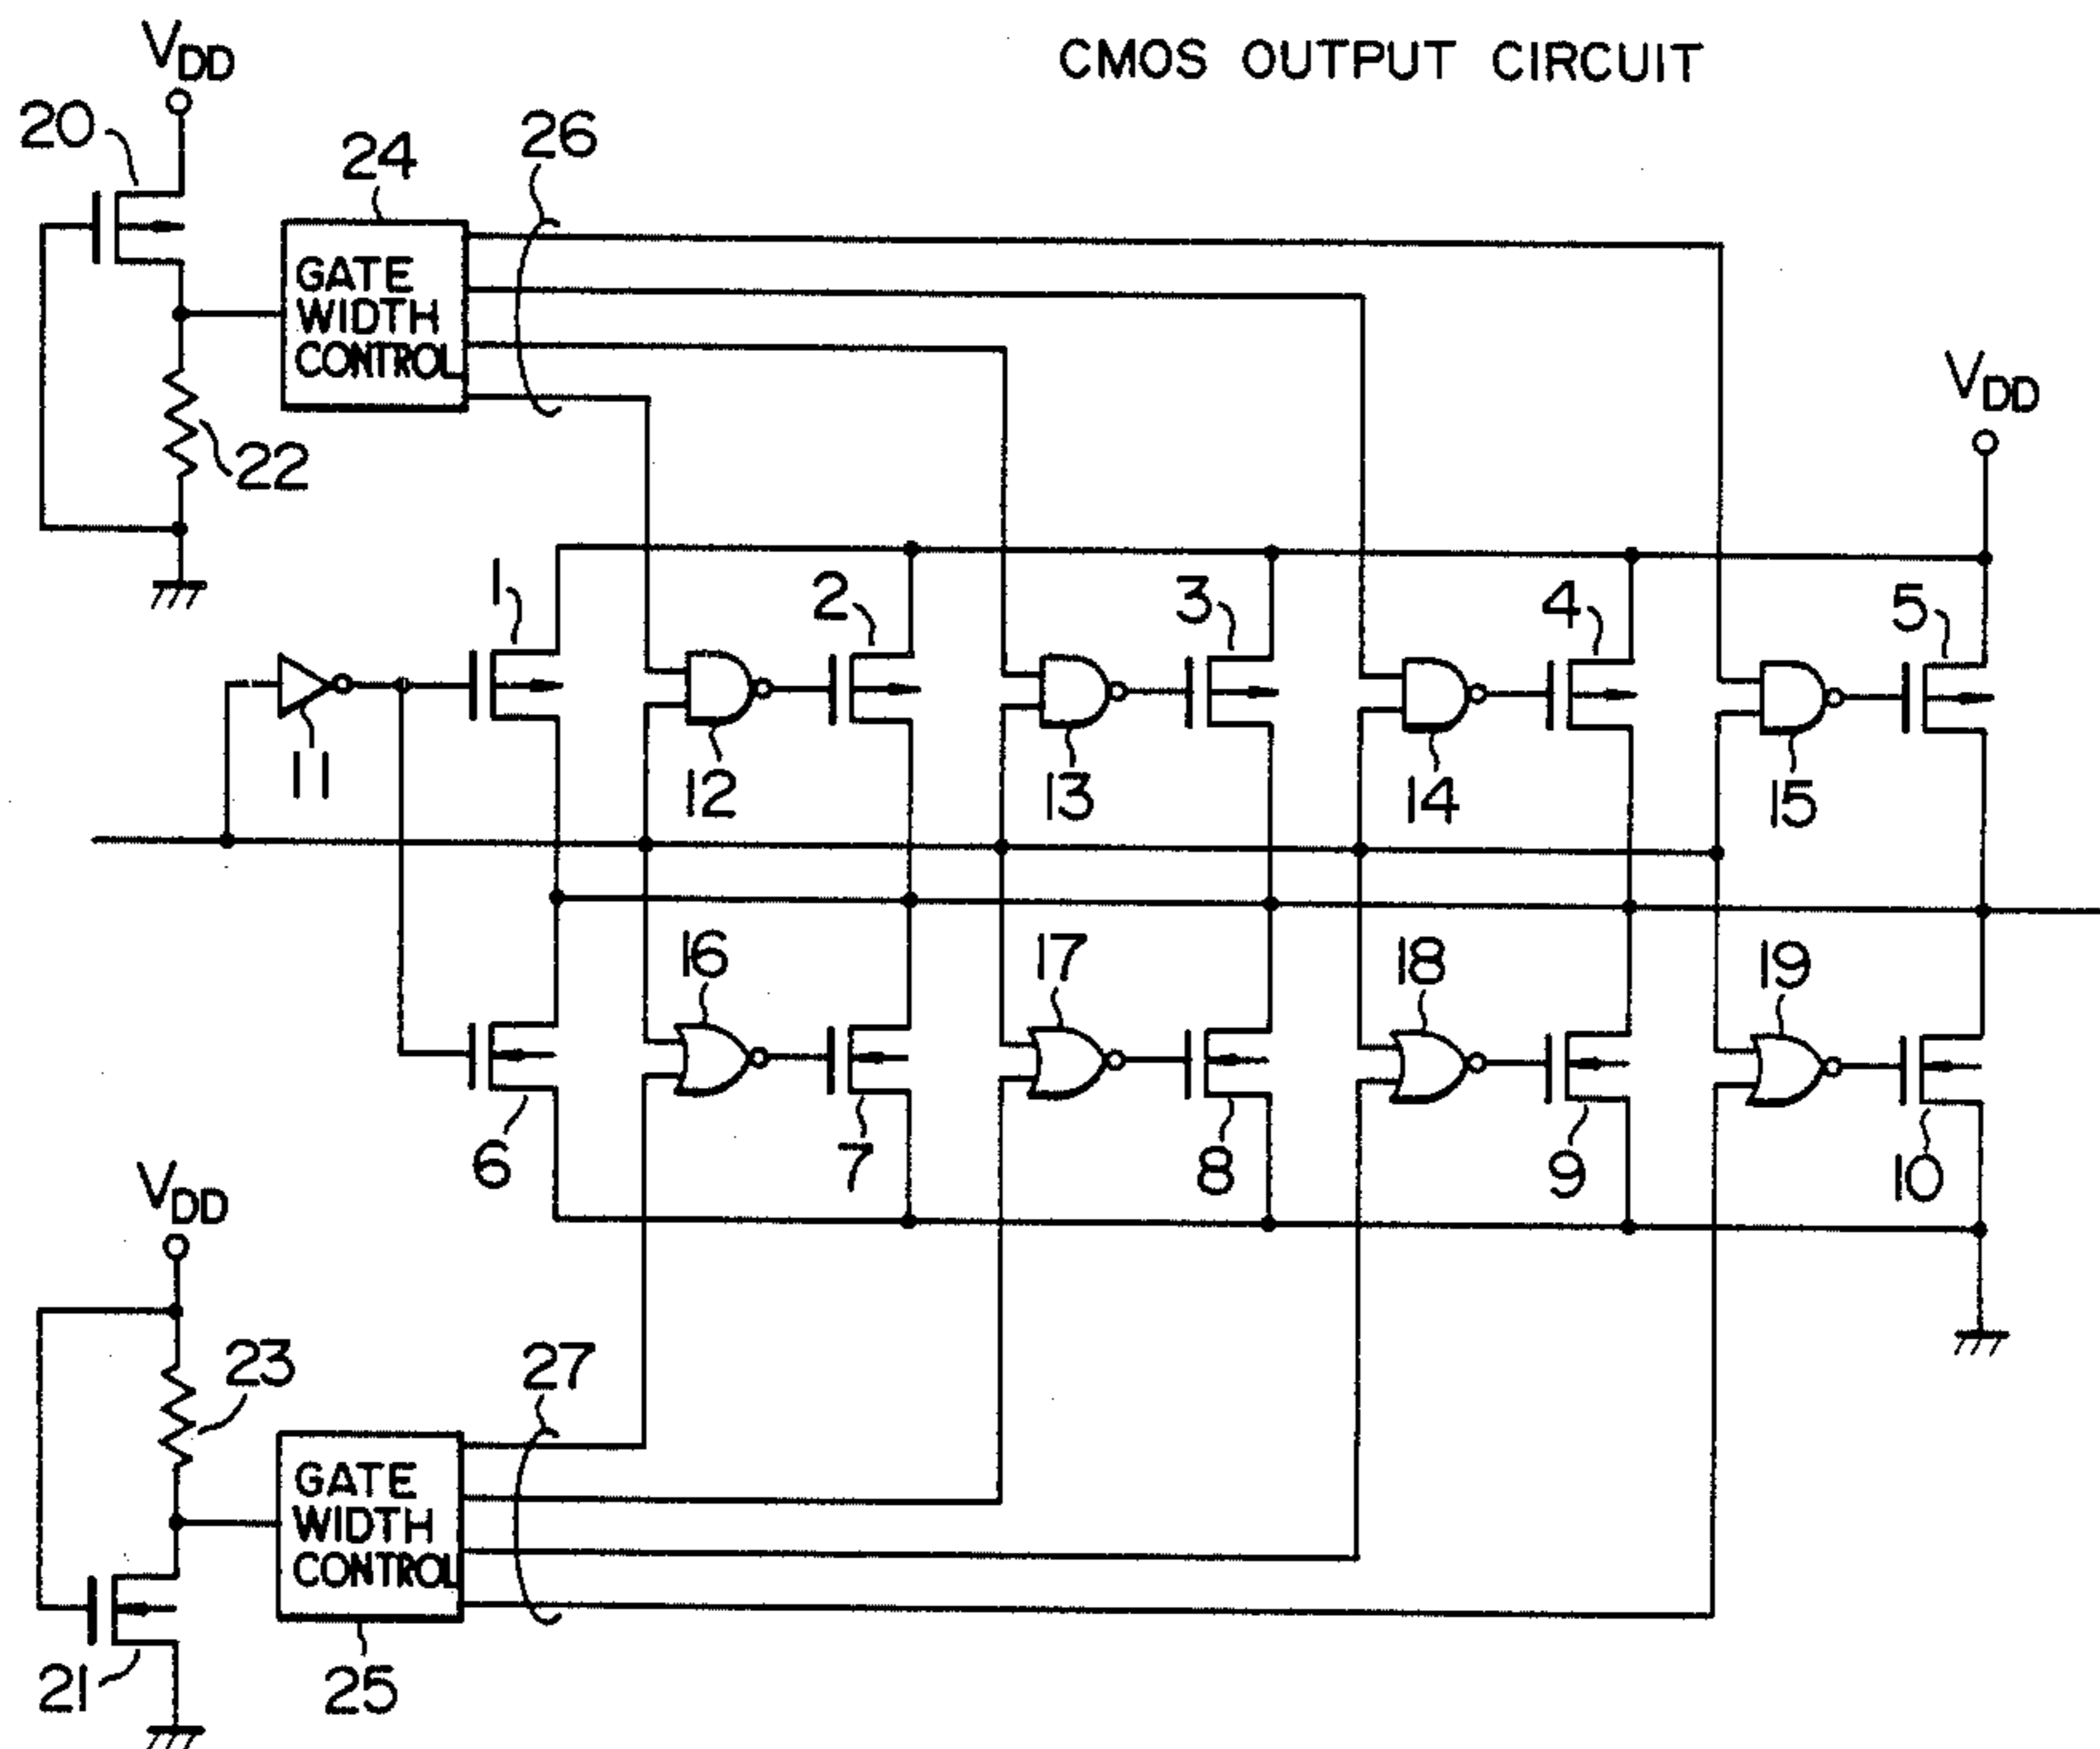 CMOS OUTPUT CIRCUIT
VDD
20
24
26
GATE
WIDTH
CONTROL
22
VDD
1
2
3
4
5
11
12
13
14
15
16
17
18
19
6
7
8
9
10
VDD
23
27
GATE
WIDTH
CONTROL
21
25